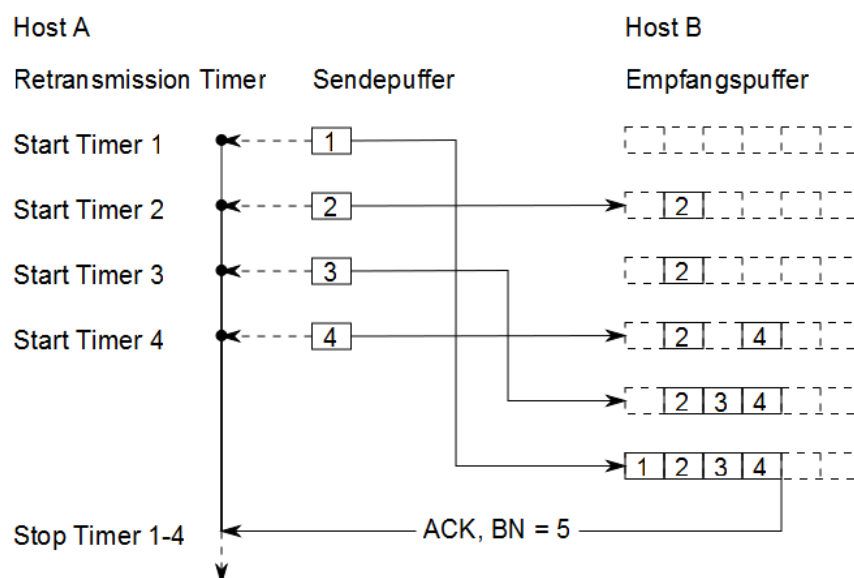 Host A Host B
Retransmission Timer Sendepuffer Empfangspuffer
Start Timer 1 1
Start Timer 2 2 2
Start Timer 3 3 2
Start Timer 4 4 2 4
2 3 4
1 2 3 4
Stop Timer 1-4 ACK, BN = 5